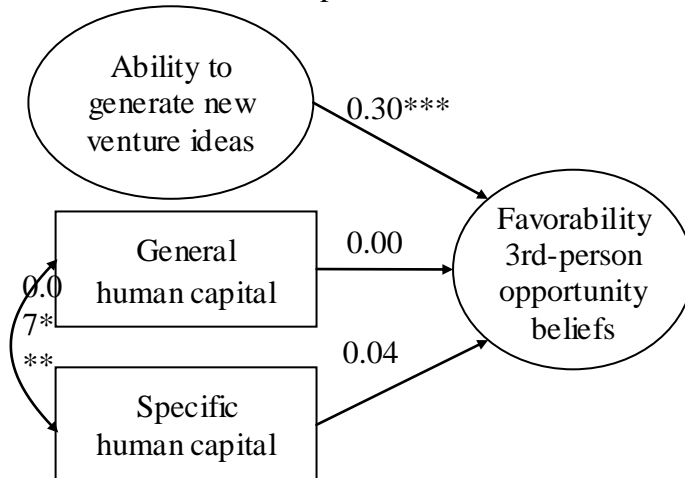 Ability to
generate new
venture ideas
0.30***
Favorability
3rd-person
opportunity
beliefs
General
human capital
0.00
0.0
7*
**
0.04
Specific
human capital